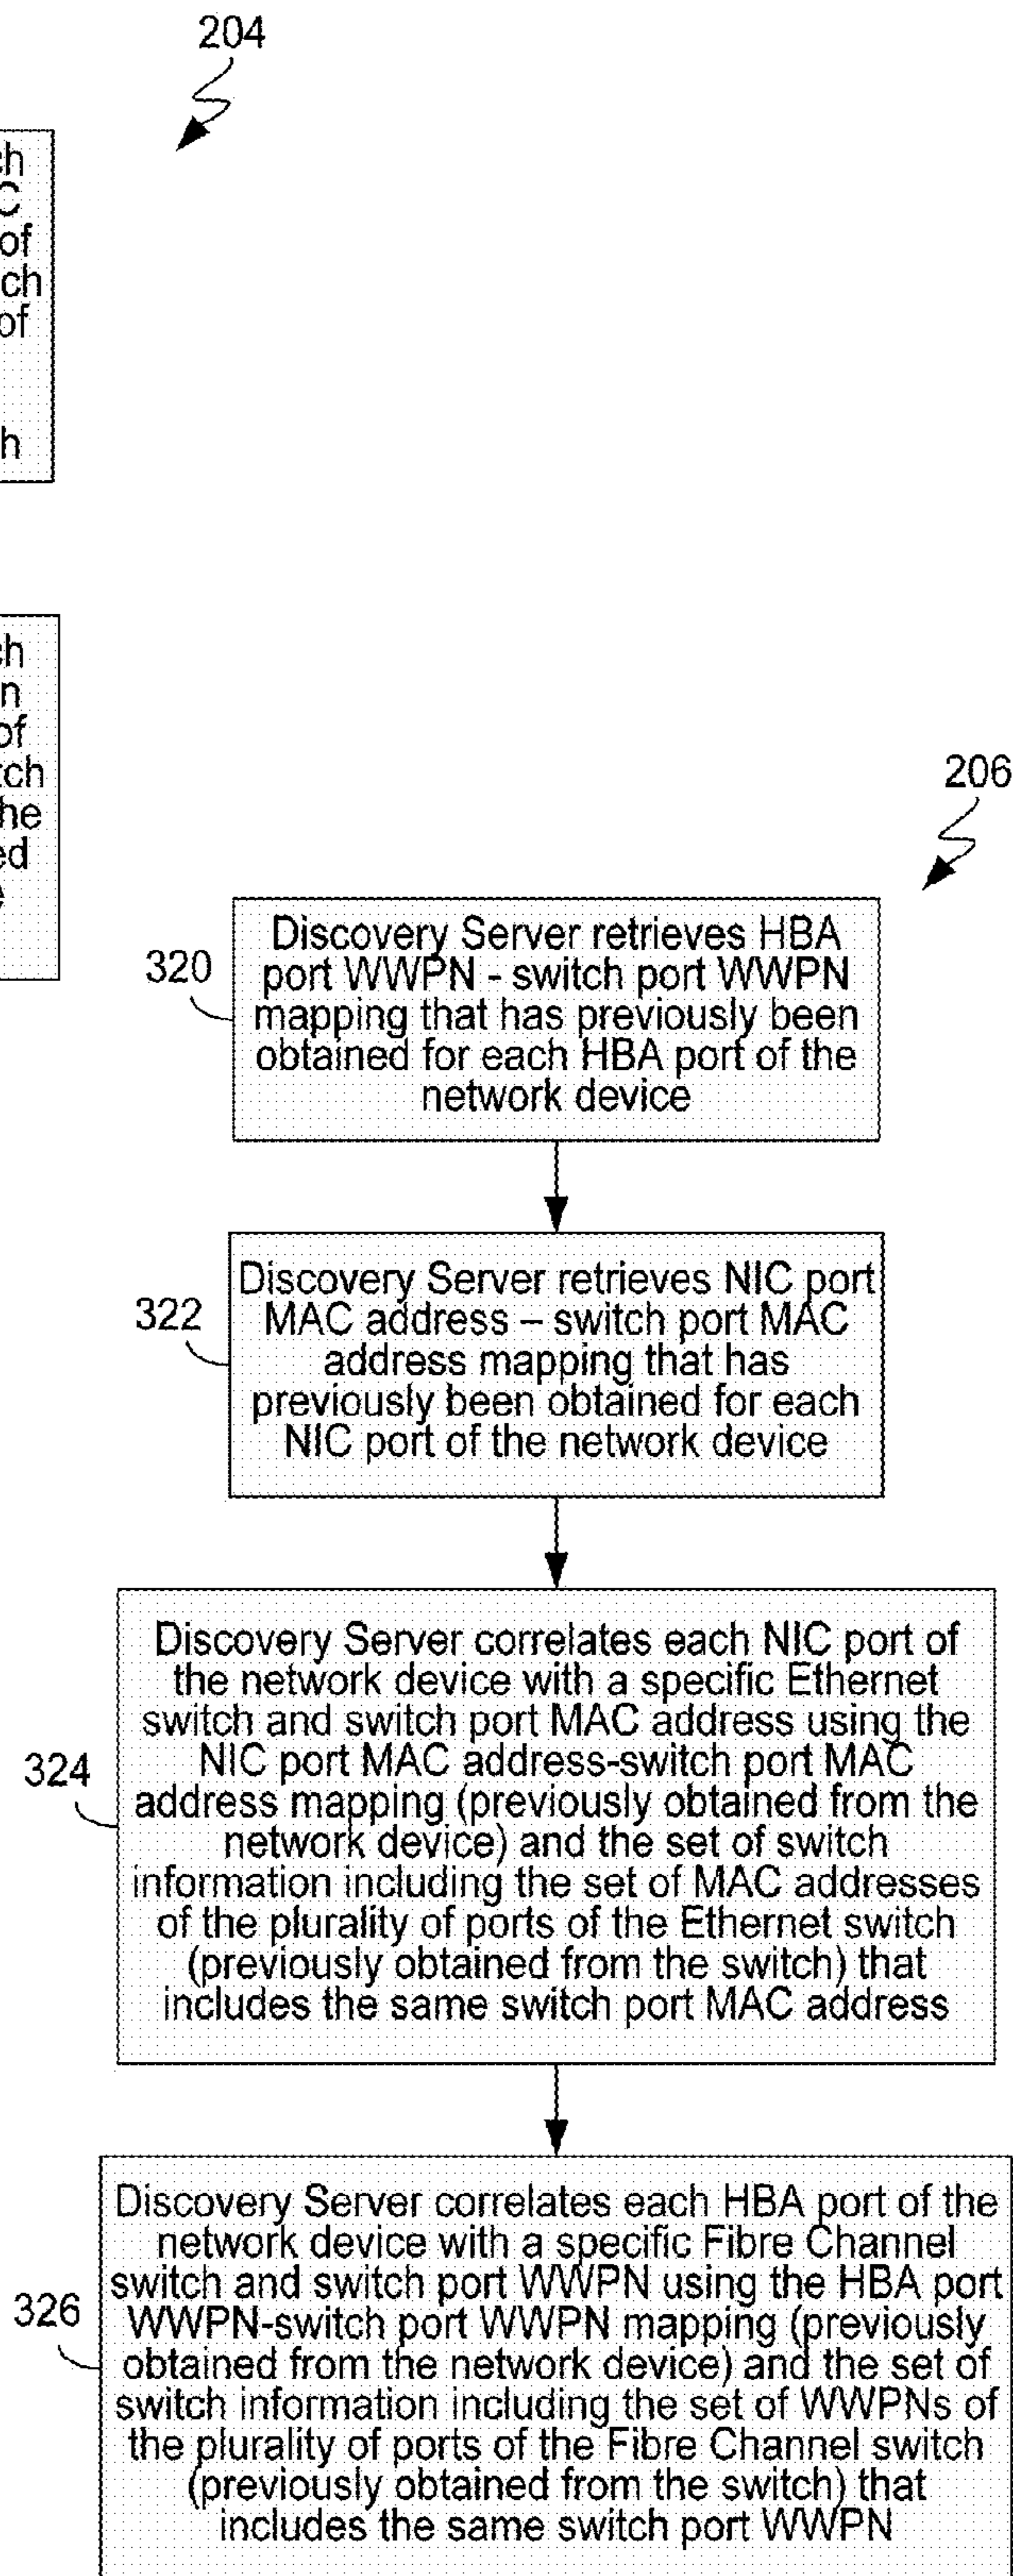 204
of
206
320
Discovery Server retrieves HBA
port WWPN - switch port WWPN
mapping that has previously been
obtained for each HBA port of the
network device
322
Discovery Server retrieves NIC port
MAC address – switch port MAC
address mapping that has
previously been obtained for each
NIC port of the network device
324
Discovery Server correlates each NIC port of
the network device with a specific Ethernet
switch and switch port MAC address using the
NIC port MAC address-switch port MAC
address mapping (previously obtained from the
network device) and the set of switch
information including the set of MAC addresses
of the plurality of ports of the Ethernet switch
(previously obtained from the switch) that
includes the same switch port MAC address
326
Discovery Server correlates each HBA port of the
network device with a specific Fibre Channel
switch and switch port WWPN using the HBA port
WWPN-switch port WWPN mapping (previously
obtained from the network device) and the set of
switch information including the set of WWPNs of
the plurality of ports of the Fibre Channel switch
(previously obtained from the switch) that
includes the same switch port WWPN